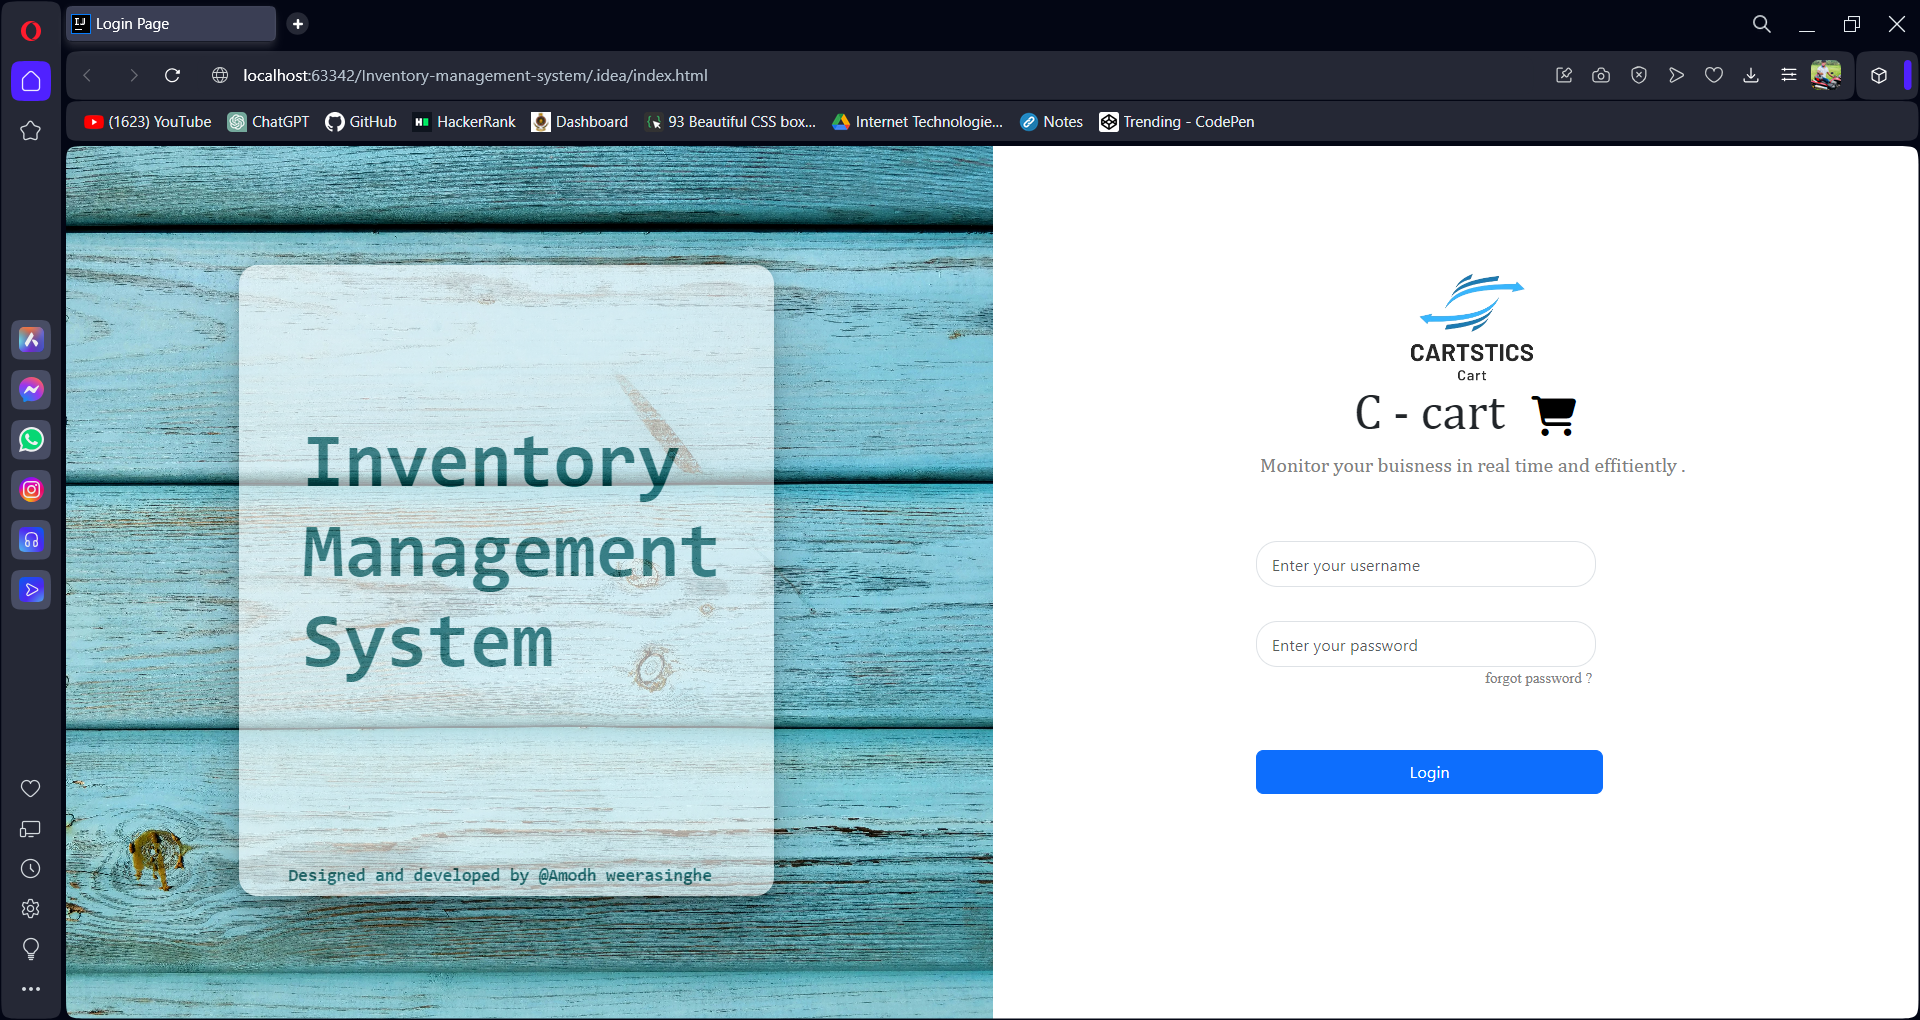 Login Page
localhost:63342/Inventory-management-system/.idea/index.html
(1623) YouTube ChatGPT GitHub HackerRank Dashboard 93 Beautiful CSS box... Internet Technologie... Notes Trending - CodePen
Inventory
Management
System
Designed and developed by @Amodh weerasinghe
CARTSTICS
Cart
C - cart
Monitor your buisness in real time and effitiently .
Enter your username
Enter your password
forgot password ?
Login